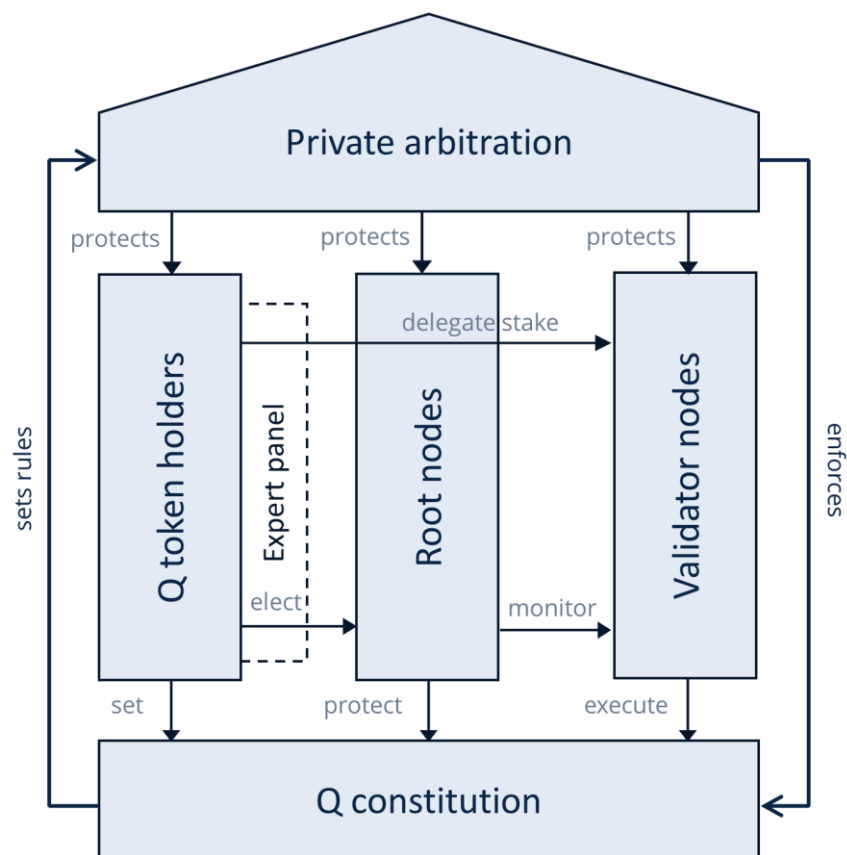 Private arbitration
protects
protects
protects
delegate stake
Q token holders
Expert panel
Root nodes
Validator nodes
sets rules
enforces
elect
monitor
set
protect
execute
Q constitution